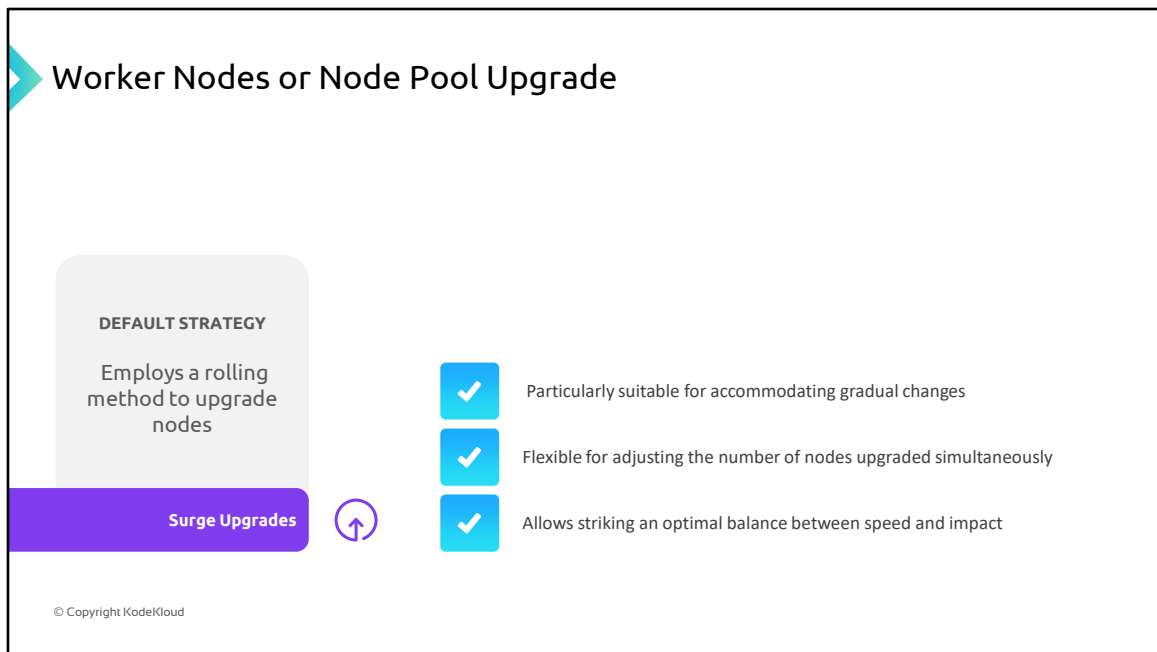 Worker Nodes or Node Pool Upgrade
DEFAULT STRATEGY
Employs a rolling
method to upgrade
nodes
Surge Upgrades
Particularly suitable for accommodating gradual changes
Flexible for adjusting the number of nodes upgraded simultaneously
Allows striking an optimal balance between speed and impact
© Copyright KodeKloud